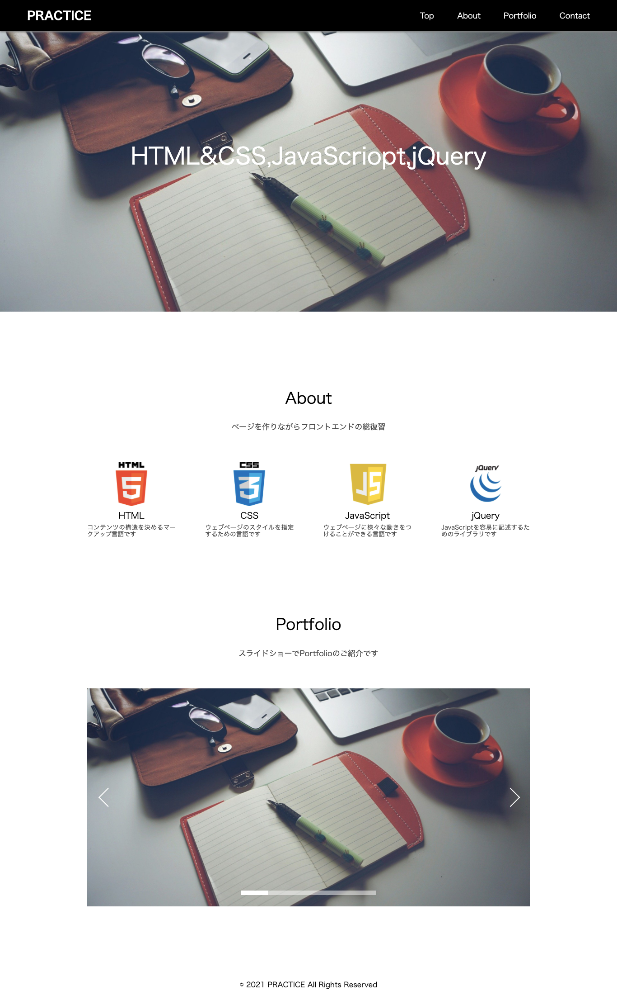 PRACTICE
Top
About
Portfolio
Contact
HTML&CSS,JavaScriopt,jQuery
About
ページを作りながらフロントエンドの総復習
HTML
5
CSS
3
JS
jQuery
HTML
CSS
JavaScript
jQuery
コンテンツの構造を決めるマー
クアップ言語です
ウェブページのスタイルを指定
するための言語です
ウェブページに様々な動きをつ
けることができる言語です
JavaScriptを容易に記述するた
めのライブラリです
Portfolio
スライドショーでPortfolioのご紹介です
© 2021 PRACTICE All Rights Reserved